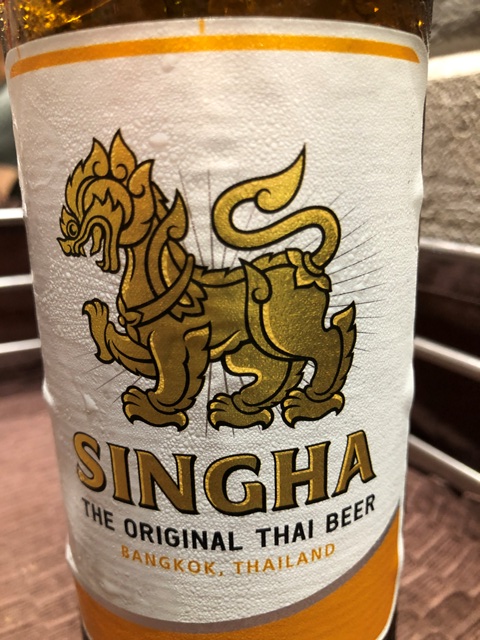 SINGHA
THE ORIGINAL THAI BEER
BANGKOK, THAILAND